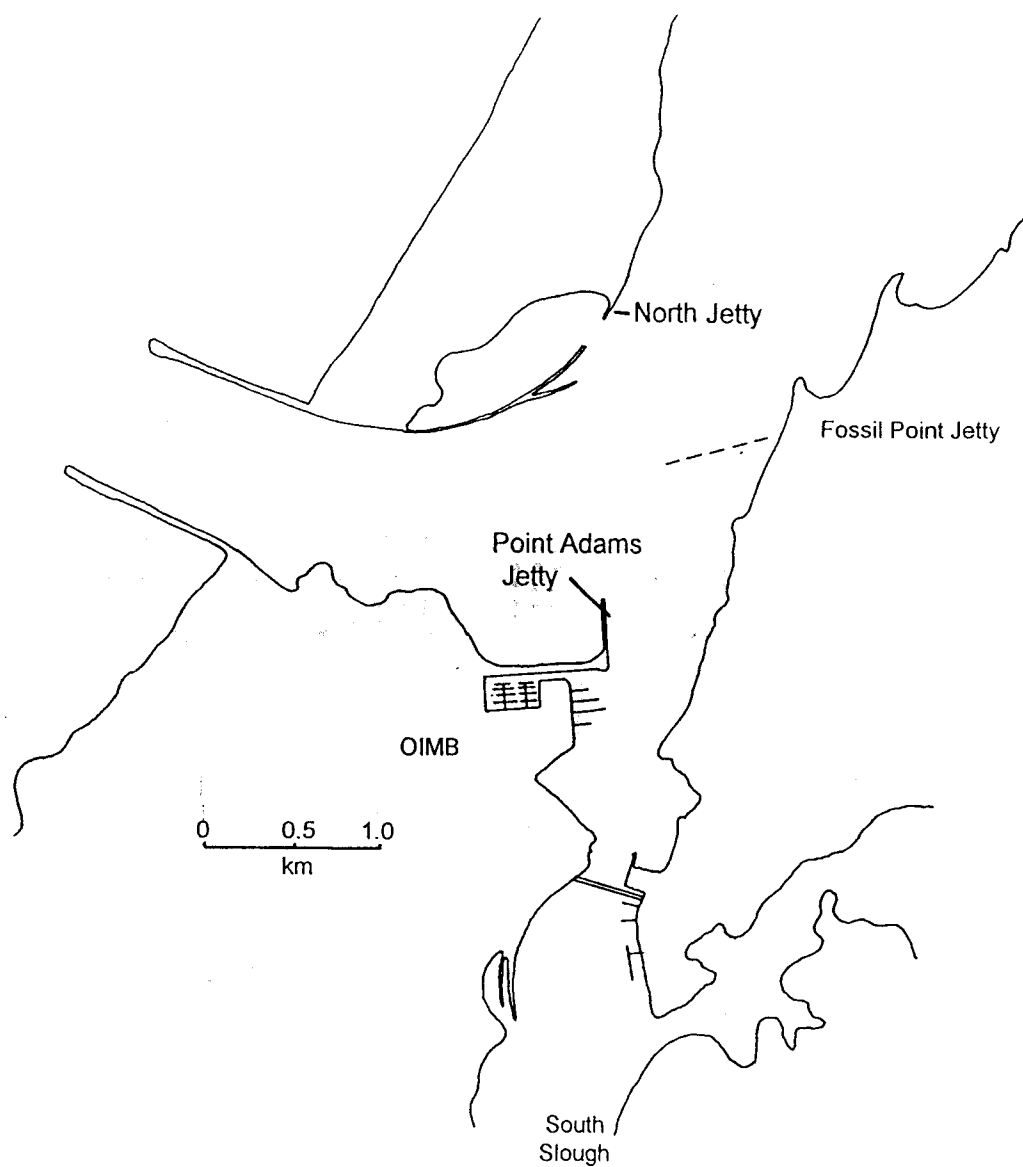 North Jetty
Fossil Point Jetty
Point Adams
Jetty
OIMB
0 0.5 1.0
km
South
Slough